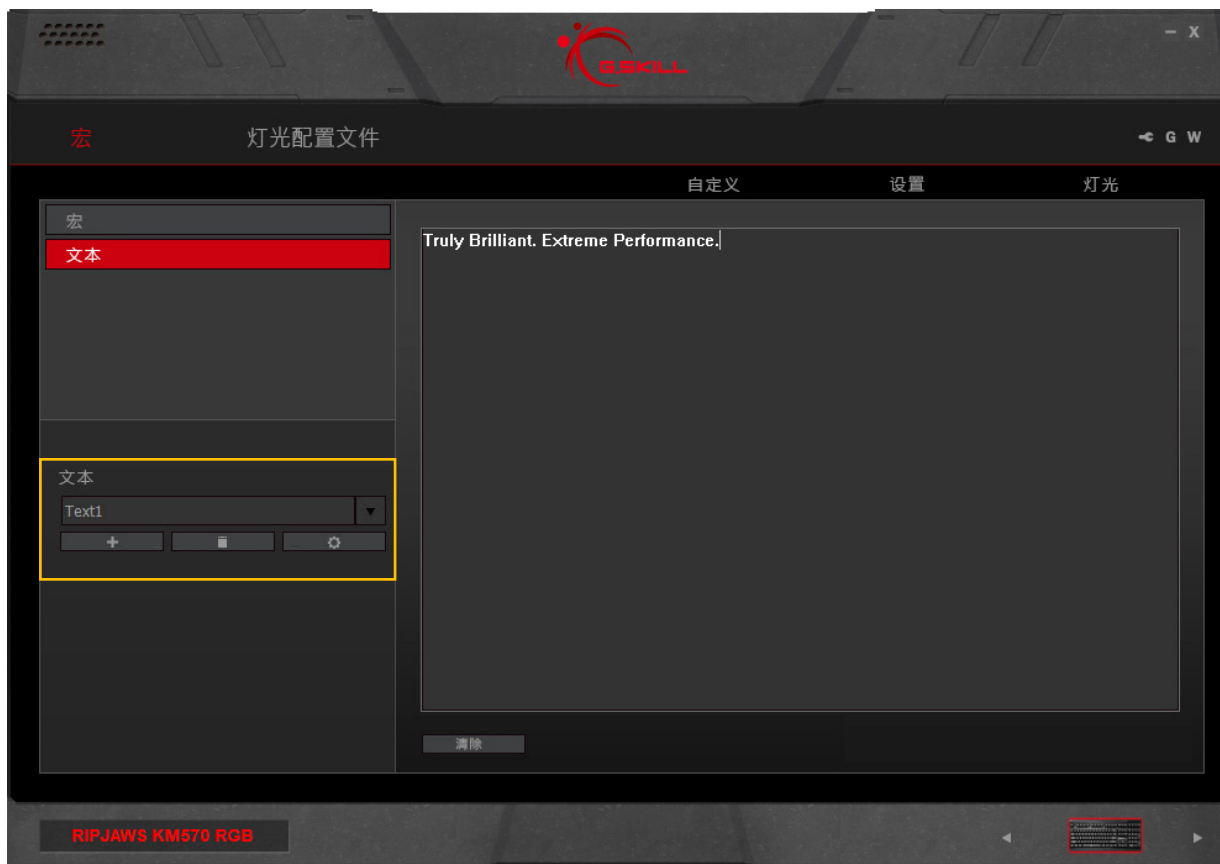 G.SKILL
– X
宏 灯光配置文件 G W
自定义 设置 灯光
宏
文本
Truly Brilliant. Extreme Performance.
文本
Text1
清除
RIPJAWS KM570 RGB